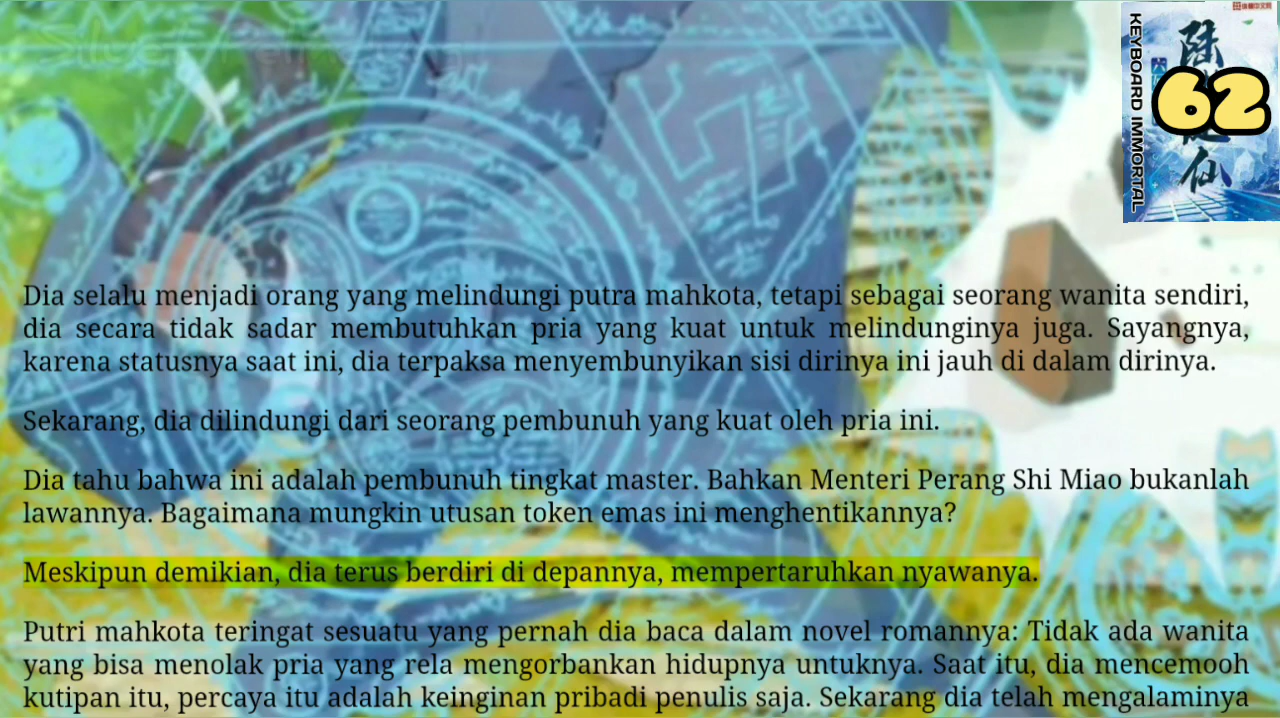 KEYBOARD IMMORTAL
62
Dia selalu menjadi orang yang melindungi putra mahkota, tetapi sebagai seorang wanita sendiri,
dia secara tidak sadar membutuhkan pria yang kuat untuk melindunginya juga. Sayangnya,
karena statusnya saat ini, dia terpaksa menyembunyikan sisi dirinya ini jauh di dalam dirinya.
Sekarang, dia dilindungi dari seorang pembunuh yang kuat oleh pria ini.
Dia tahu bahwa ini adalah pembunuh tingkat master. Bahkan Menteri Perang Shi Miao bukanlah
lawannya. Bagaimana mungkin utusan token emas ini menghentikannya?
Meskipun demikian, dia terus berdiri di depannya, mempertaruhkan nyawanya.
Putri mahkota teringat sesuatu yang pernah dia baca dalam novel romannya: Tidak ada wanita
yang bisa menolak pria yang rela mengorbankan hidupnya untuknya. Saat itu, dia mencemooh
kutipan itu, percaya itu adalah keinginan pribadi penulis saja. Sekarang dia telah mengalaminya